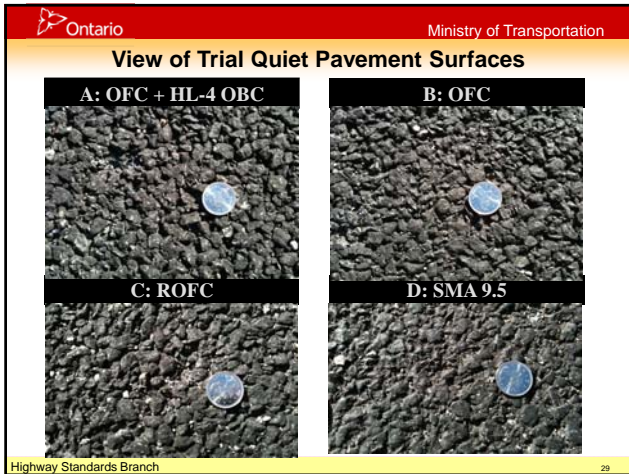 Ontario
Ministry of Transportation
View of Trial Quiet Pavement Surfaces
A: OFC + HL-4 OBC
B: OFC
C: ROFC
D: SMA 9.5
Highway Standards Branch
29